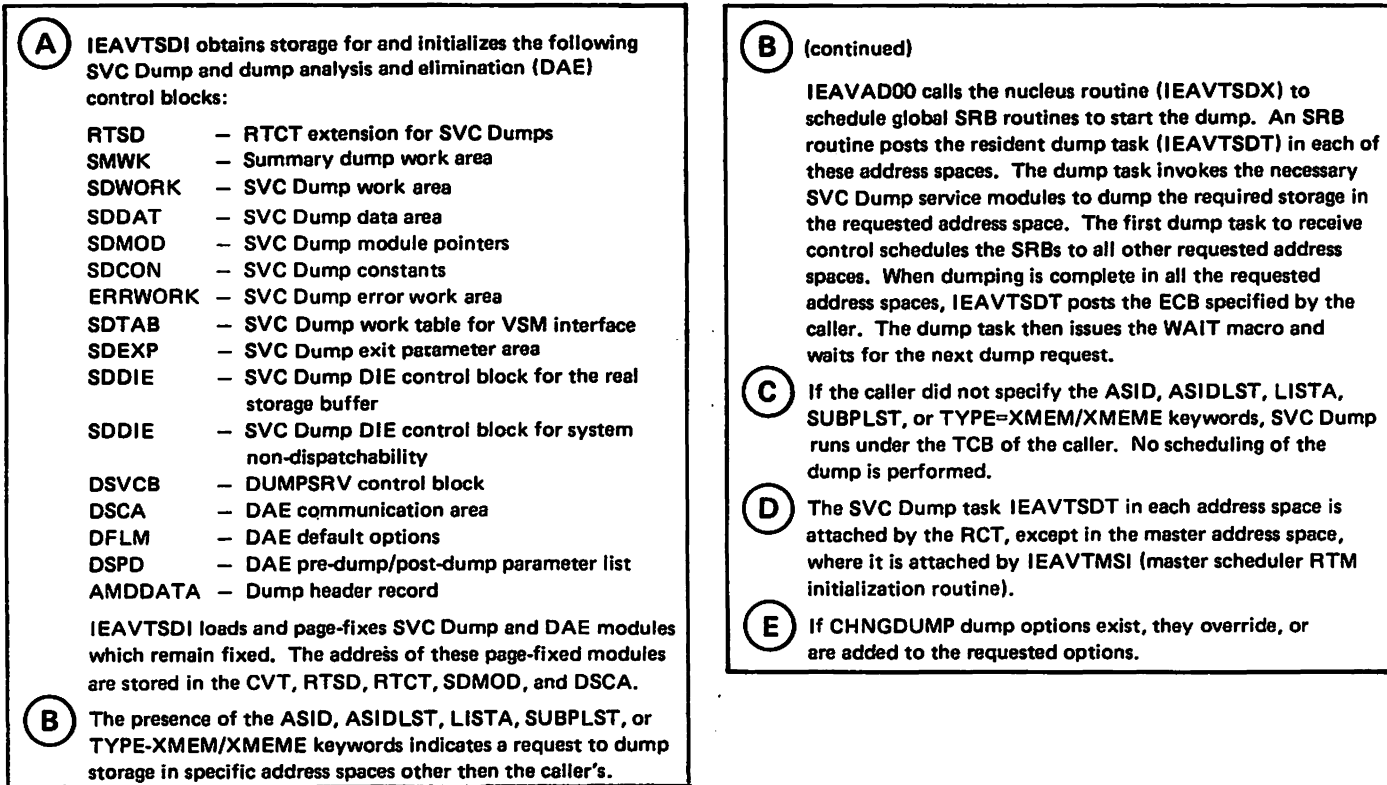 A IEAVTSDI obtains storage for and initializes the following
SVC Dump and dump analysis and elimination (DAE)
control blocks:
RTSD – RTCT extension for SVC Dumps
SMWK – Summary dump work area
SDWORK – SVC Dump work area
SDDAT – SVC Dump data area
SDMOD – SVC Dump module pointers
SDCON – SVC Dump constants
ERRWORK – SVC Dump error work area
SDTAB – SVC Dump work table for VSM interface
SDEXP – SVC Dump exit parameter area
SDDIE – SVC Dump DIE control block for the real
storage buffer
SDDIE – SVC Dump DIE control block for system
non-dispatchability
DSVCB – DUMPSRV control block
DSCA – DAE communication area
DFLM – DAE default options
DSPD – DAE pre-dump/post-dump parameter list
AMDDATA – Dump header record
IEAVTSDI loads and page-fixes SVC Dump and DAE modules
which remain fixed. The address of these page-fixed modules
are stored in the CVT, RTSD, RTCT, SDMOD, and DSCA.
B The presence of the ASID, ASIDLST, LISTA, SUBPLST, or
TYPE-XMEM/XMEME keywords indicates a request to dump
storage in specific address spaces other then the caller's.
B (continued)
IEAVAD00 calls the nucleus routine (IEAVTSDX) to
schedule global SRB routines to start the dump. An SRB
routine posts the resident dump task (IEAVTSDT) in each of
these address spaces. The dump task invokes the necessary
SVC Dump service modules to dump the required storage in
the requested address space. The first dump task to receive
control schedules the SRBs to all other requested address
spaces. When dumping is complete in all the requested
address spaces, IEAVTSDT posts the ECB specified by the
caller. The dump task then issues the WAIT macro and
waits for the next dump request.
C If the caller did not specify the ASID, ASIDLST, LISTA,
SUBPLST, or TYPE=XMEM/XMEME keywords, SVC Dump
runs under the TCB of the caller. No scheduling of the
dump is performed.
D The SVC Dump task IEAVTSDT in each address space is
attached by the RCT, except in the master address space,
where it is attached by IEAVTMSI (master scheduler RTM
initialization routine).
E If CHNGDUMP dump options exist, they override, or
are added to the requested options.